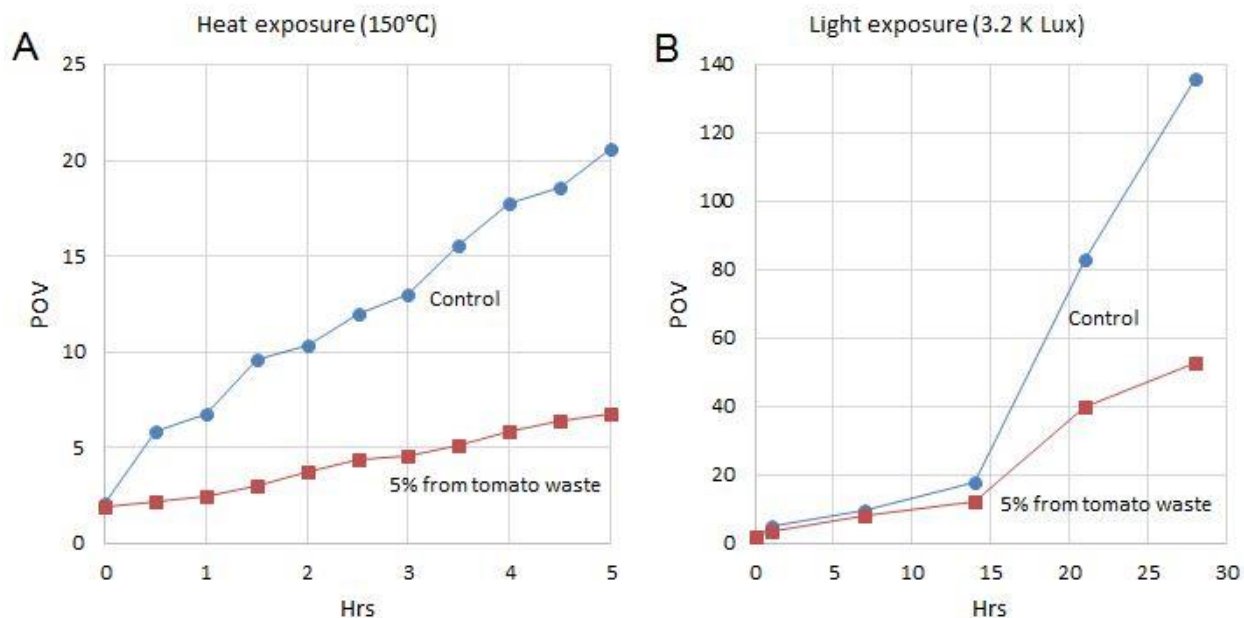 A
Heat exposure (150℃)
25
20
15
10
5
0
POV
Control
5% from tomato waste
0 1 2 3 4 5
Hrs
B
Light exposure (3.2 K Lux)
140
120
100
80
60
40
20
0
POV
Control
5% from tomato waste
0 5 10 15 20 25 30
Hrs